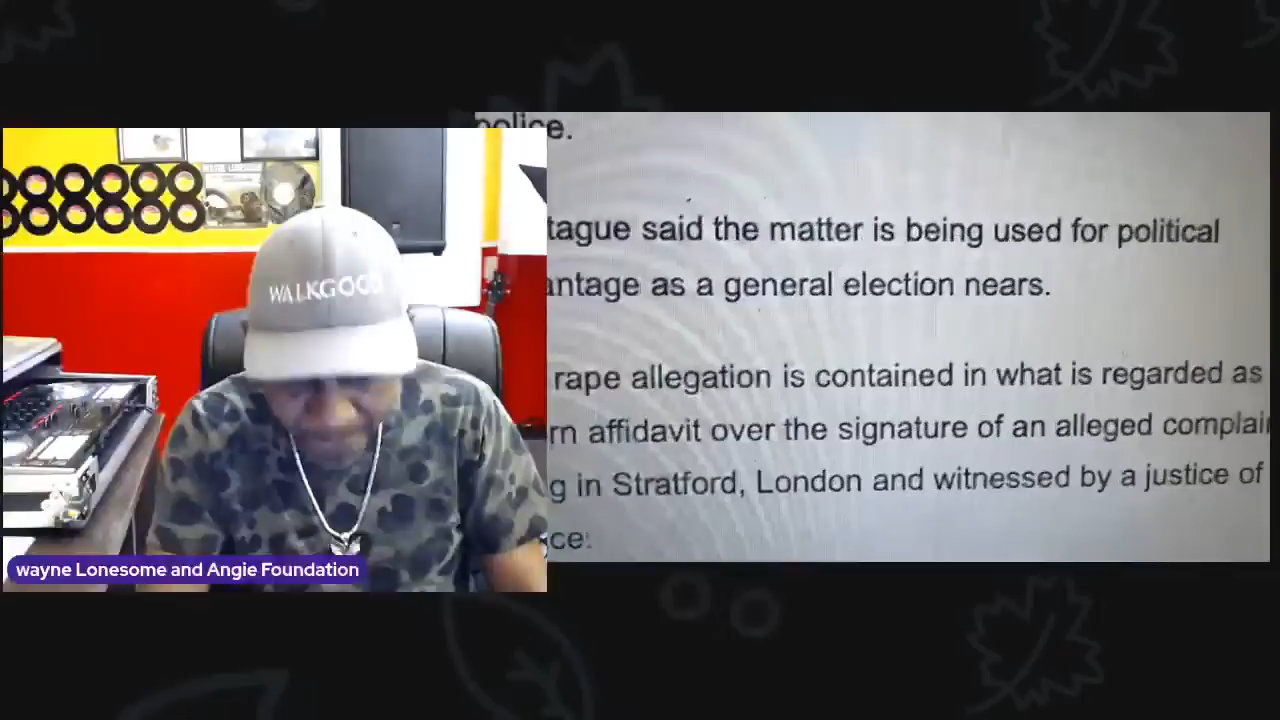 police.
tague said the matter is being used for political
antage as a general election nears.
rape allegation is contained in what is regarded as
rn affidavit over the signature of an alleged complai
g in Stratford, London and witnessed by a justice of
ce:
WALKGOOD
wayne Lonesome and Angie Foundation